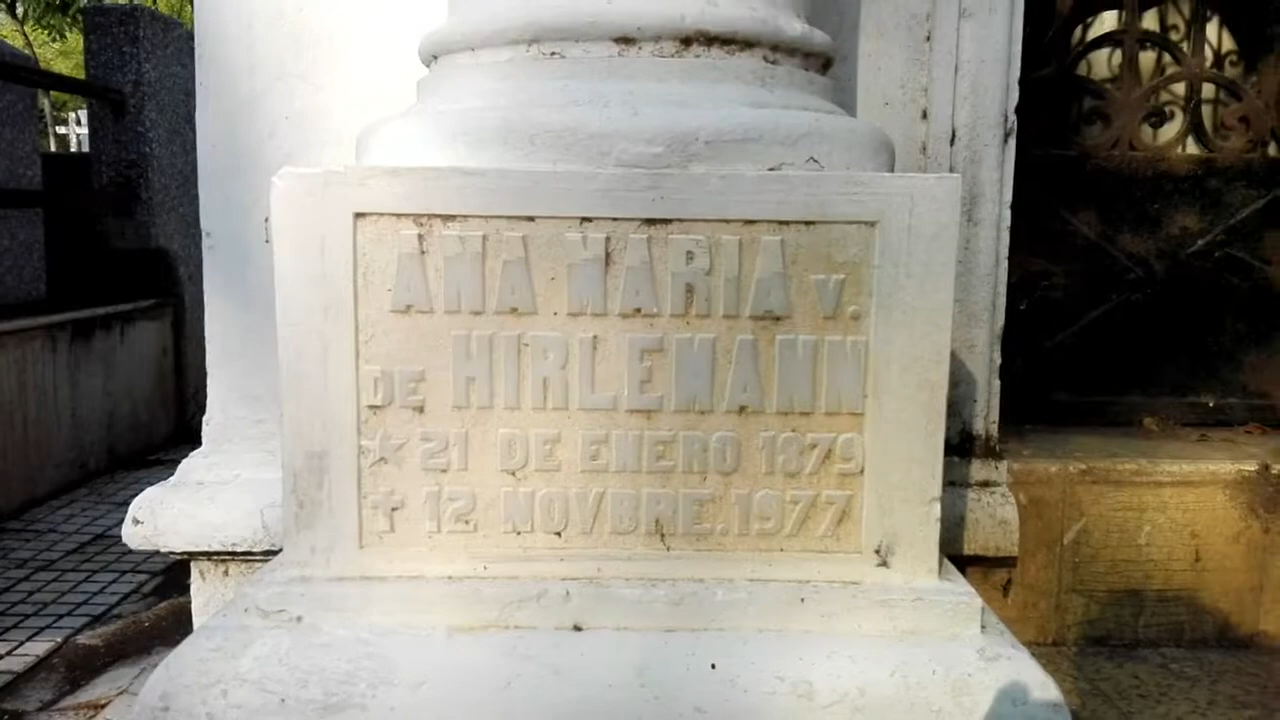 ANA MARIA v.
DE HIRLEMANN
★ 21 DE ENERO 1879
✝ 12 NOVBRE. 1977